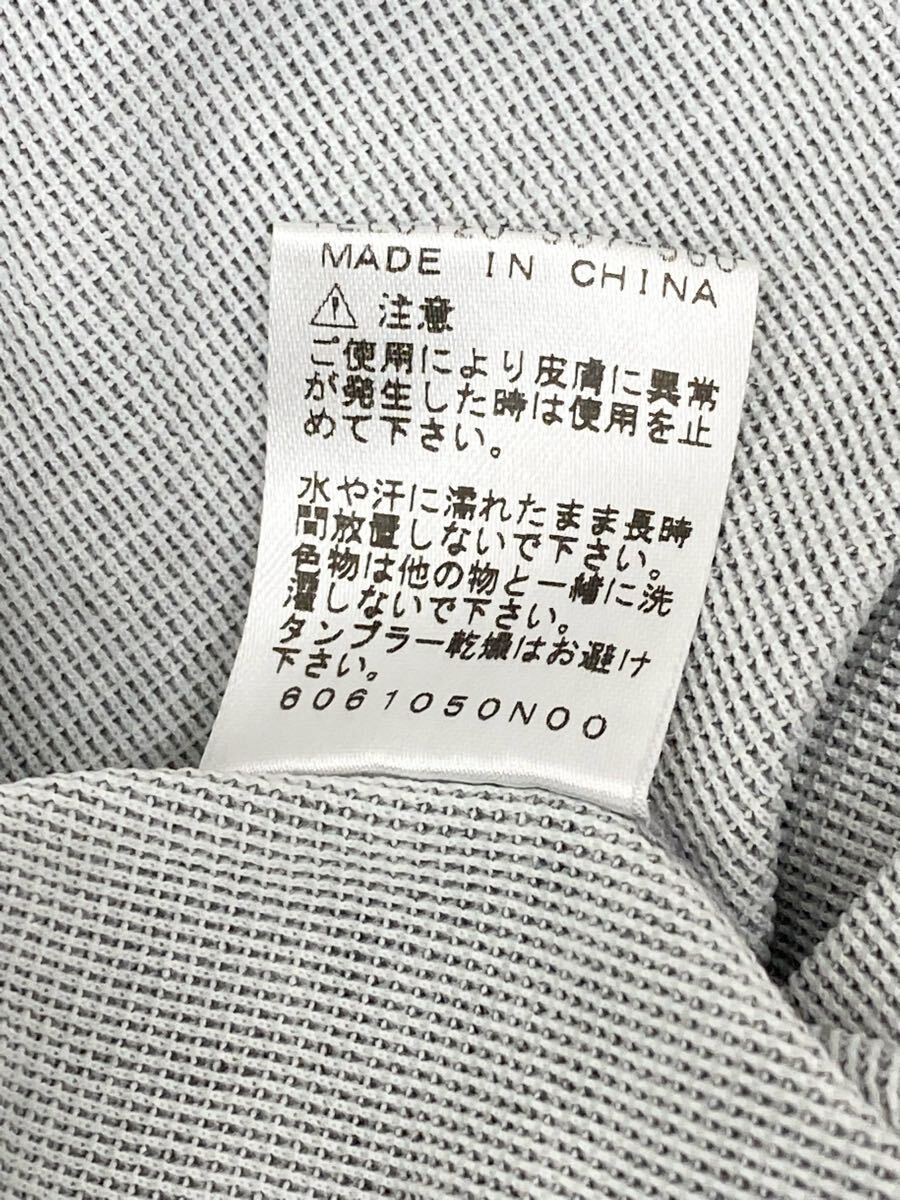 MADE IN CHINA
⚠ 注意
ご使用により皮膚に異常
が発生した時は使用を止
めて下さい。
水や汗に濡れたまま長時
間放置しないで下さい。
色物は他の物と一緒に洗
濯しないで下さい。
タンブラー乾燥はお避け
下さい。
6061050N00